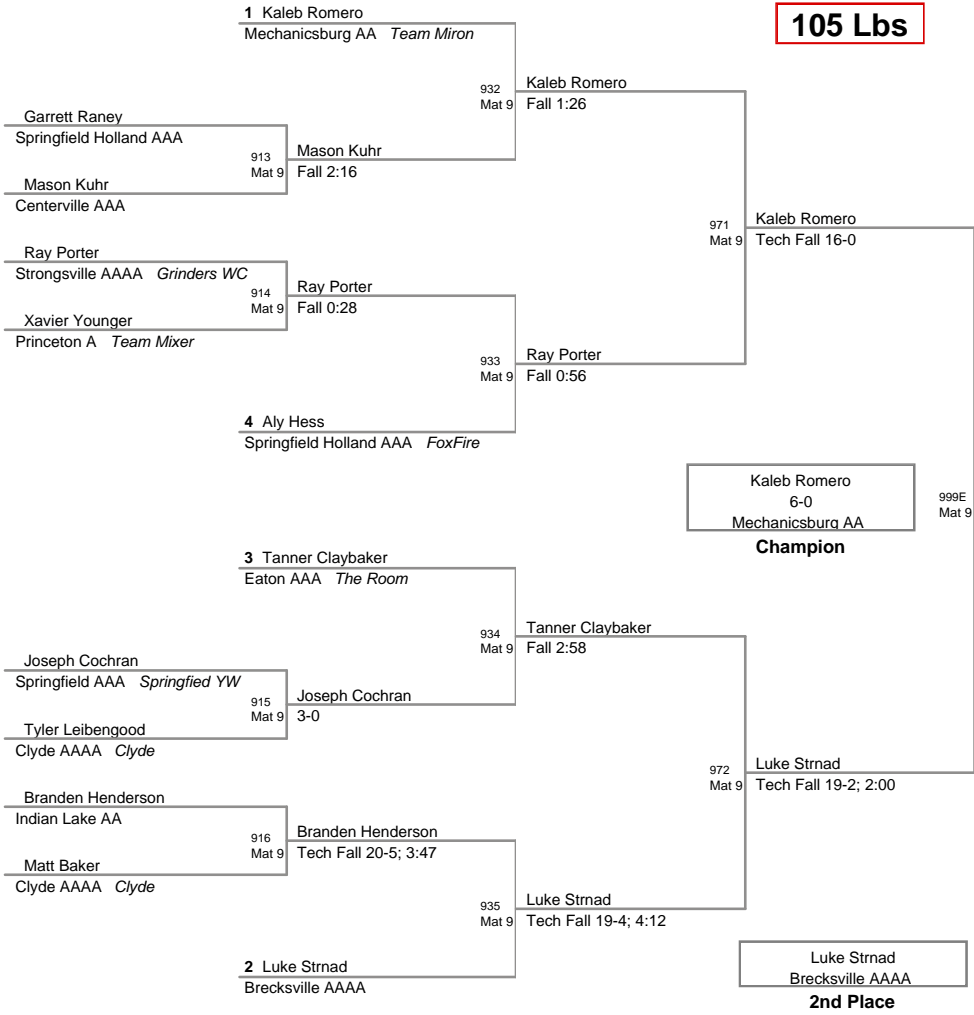 1 Kaleb Romero
Mechanicsburg AA Team Miron
105 Lbs
932
Mat 9
Kaleb Romero
Fall 1:26
Garrett Raney
Springfield Holland AAA
913
Mat 9
Mason Kuhr
Fall 2:16
Mason Kuhr
Centerville AAA
971
Mat 9
Kaleb Romero
Tech Fall 16-0
Ray Porter
Strongsville AAAA Grinders WC
914
Mat 9
Ray Porter
Fall 0:28
Xavier Younger
Princeton A Team Mixer
933
Mat 9
Ray Porter
Fall 0:56
4 Aly Hess
Springfield Holland AAA FoxFire
Kaleb Romero
6-0
Mechanicsburg AA
Champion
999E
Mat 9
3 Tanner Claybaker
Eaton AAA The Room
934
Mat 9
Tanner Claybaker
Fall 2:58
Joseph Cochran
Springfield AAA Springfied YW
915
Mat 9
Joseph Cochran
3-0
Tyler Leibengood
Clyde AAAA Clyde
972
Mat 9
Luke Strnad
Tech Fall 19-2; 2:00
Branden Henderson
Indian Lake AA
916
Mat 9
Branden Henderson
Tech Fall 20-5; 3:47
Matt Baker
Clyde AAAA Clyde
935
Mat 9
Luke Strnad
Tech Fall 19-4; 4:12
2 Luke Strnad
Brecksville AAAA
Luke Strnad
Brecksville AAAA
2nd Place